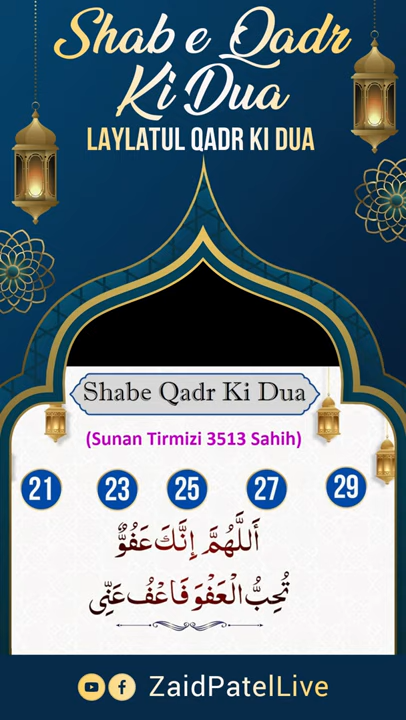 Shab e Qadr
Ki Dua
LAYLATUL QADR KI DUA
Shabe Qadr Ki Dua
(Sunan Tirmizi 3513 Sahih)
21 23 25 27 29
أَللَّهُمَّ إِنَّكَ عَفُوٌّ
تُحِبُّ الْعَفْوَ فَاعْفُ عَنِّى
ZaidPatelLive